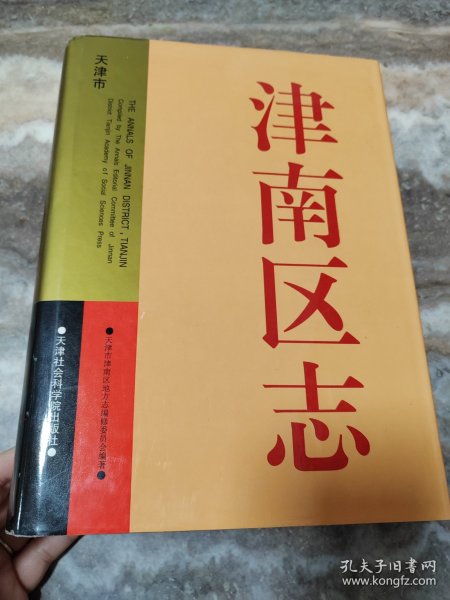 天津市
津南区志
THE ANNALS OF JINNAN DISTRICT, TIANJIN
Compiled by The Annals Editorial Committee of Jinnan
District Tianjin Academy of Social Sciences Press
●天津市津南区地方志编修委员会编著●
●天津社会科学院出版社●
孔夫子旧书网
www.kongfz.com